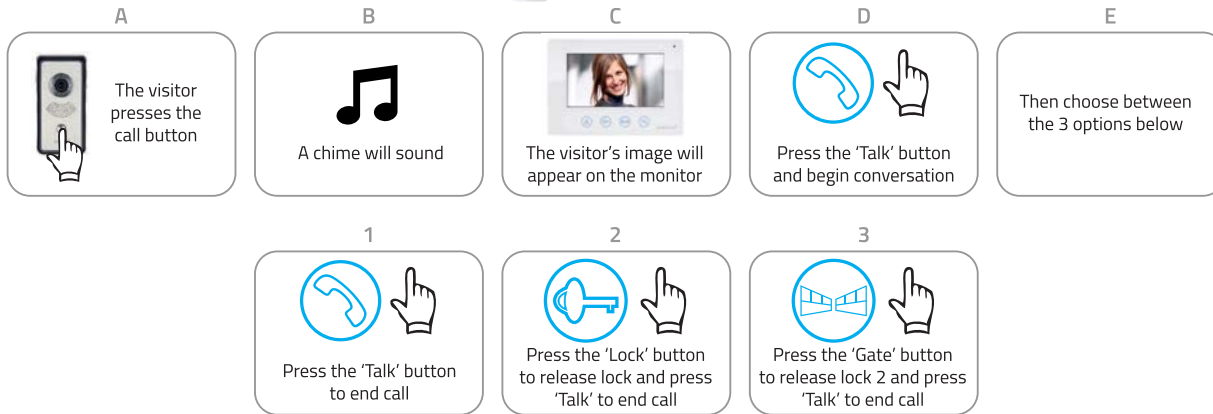 A
B
C
D
E
The visitor
presses the
call button
A chime will sound
The visitor’s image will
appear on the monitor
Press the ‘Talk’ button
and begin conversation
Then choose between
the 3 options below
1
2
3
Press the ‘Talk’ button
to end call
Press the ‘Lock’ button
to release lock and press
‘Talk’ to end call
Press the ‘Gate’ button
to release lock 2 and press
‘Talk’ to end call